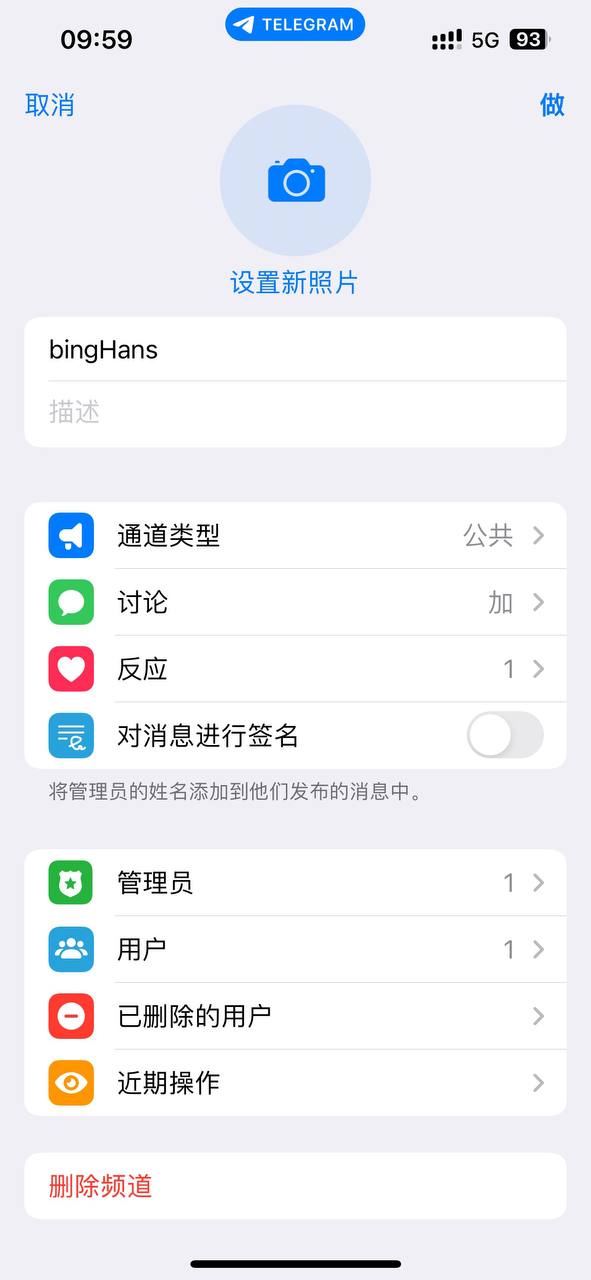 09:59
TELEGRAM
5G
93
取消
做
设置新照片
bingHans
描述
通道类型 公共
讨论 加
反应 1
对消息进行签名
将管理员的姓名添加到他们发布的消息中。
管理员 1
用户 1
已删除的用户
近期操作
删除频道